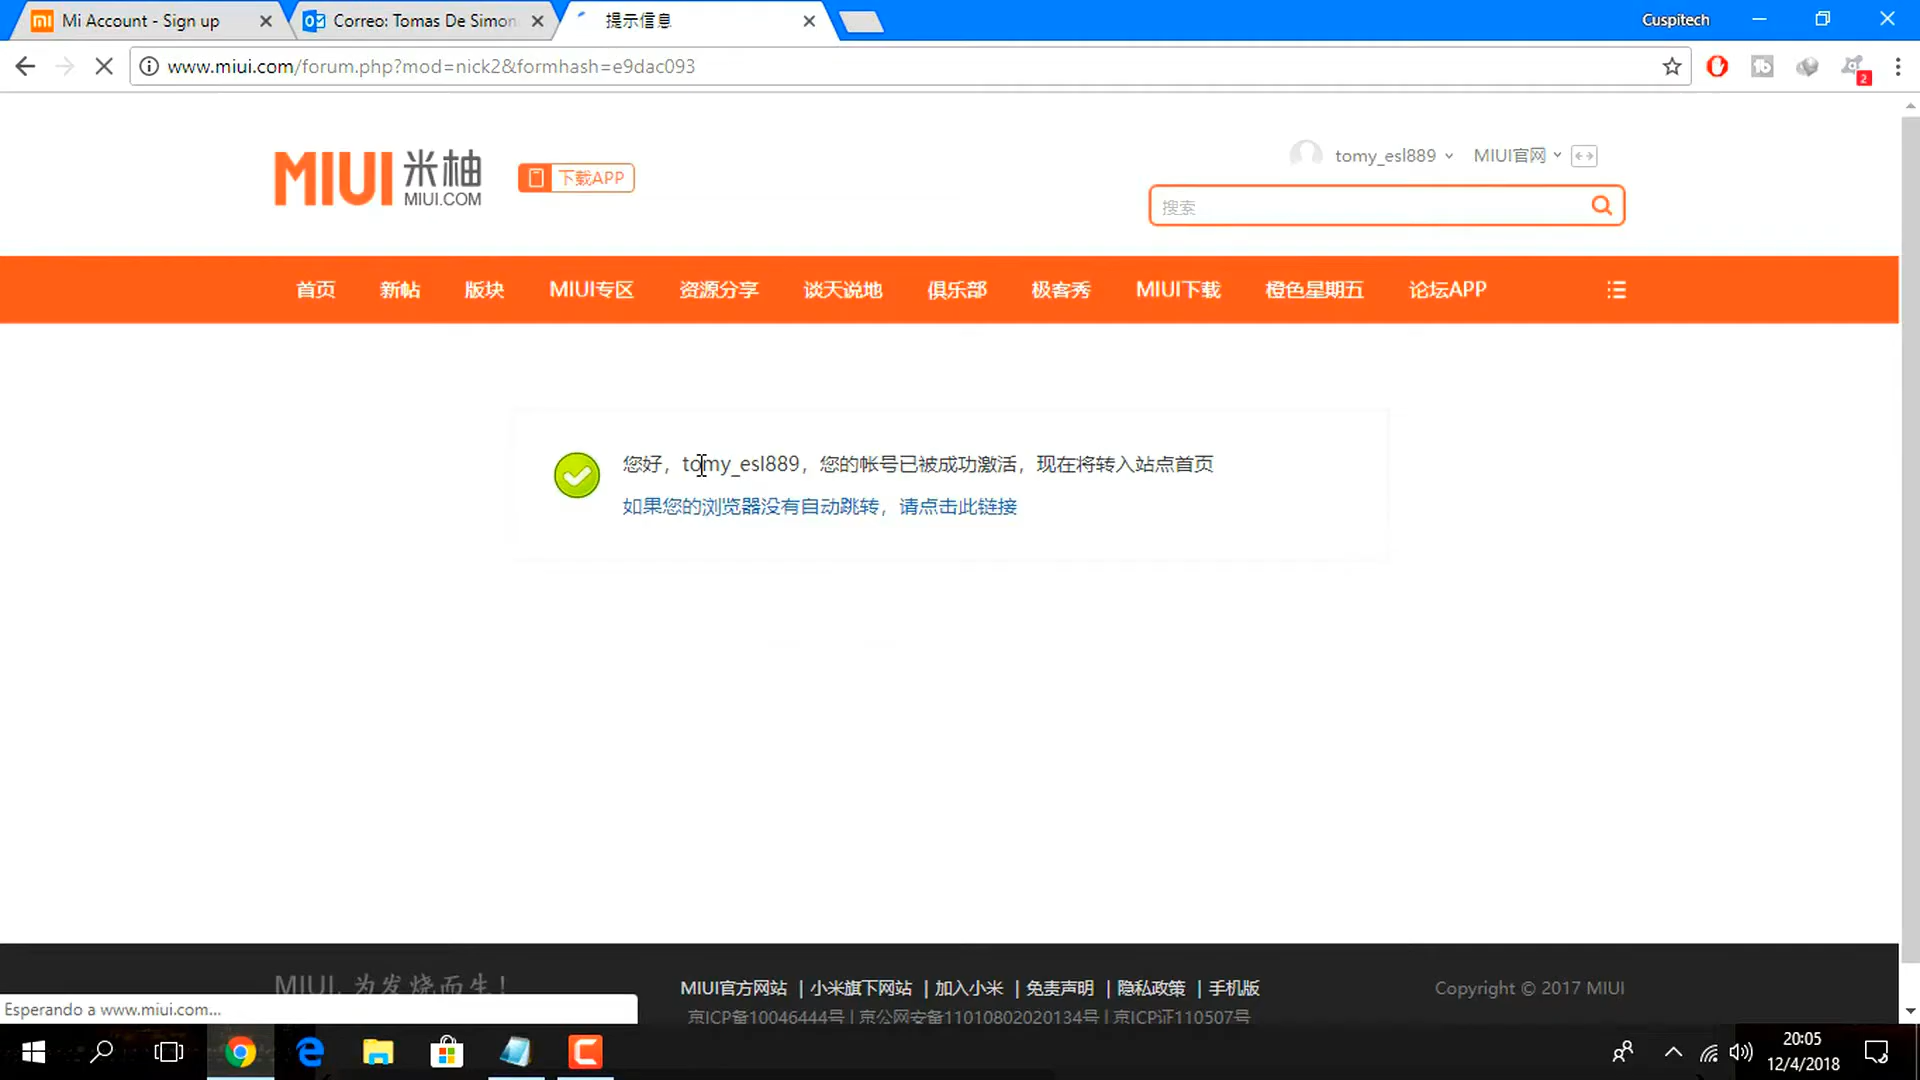 Mi Account - Sign up
Correo: Tomas De Simon
提示信息
Cuspitech
www.miui.com/forum.php?mod=nick2&formhash=e9dac093
2
MIUI 米柚
MIUI.COM
下载APP
tomy_esl889
MIUI官网
搜索
首页 新帖 版块 MIUI专区 资源分享 谈天说地 俱乐部 极客秀 MIUI下载 橙色星期五 论坛APP
您好，tomy_esl889，您的帐号已被成功激活，现在将转入站点首页
如果您的浏览器没有自动跳转，请点击此链接
MIUI, 为发烧而生！
MIUI官方网站 | 小米旗下网站 | 加入小米 | 免责声明 | 隐私政策 | 手机版
Copyright © 2017 MIUI
Esperando a www.miui.com...
京ICP备10046444号 | 京公网安备11010802020134号 | 京ICP证110507号
20:05
12/4/2018